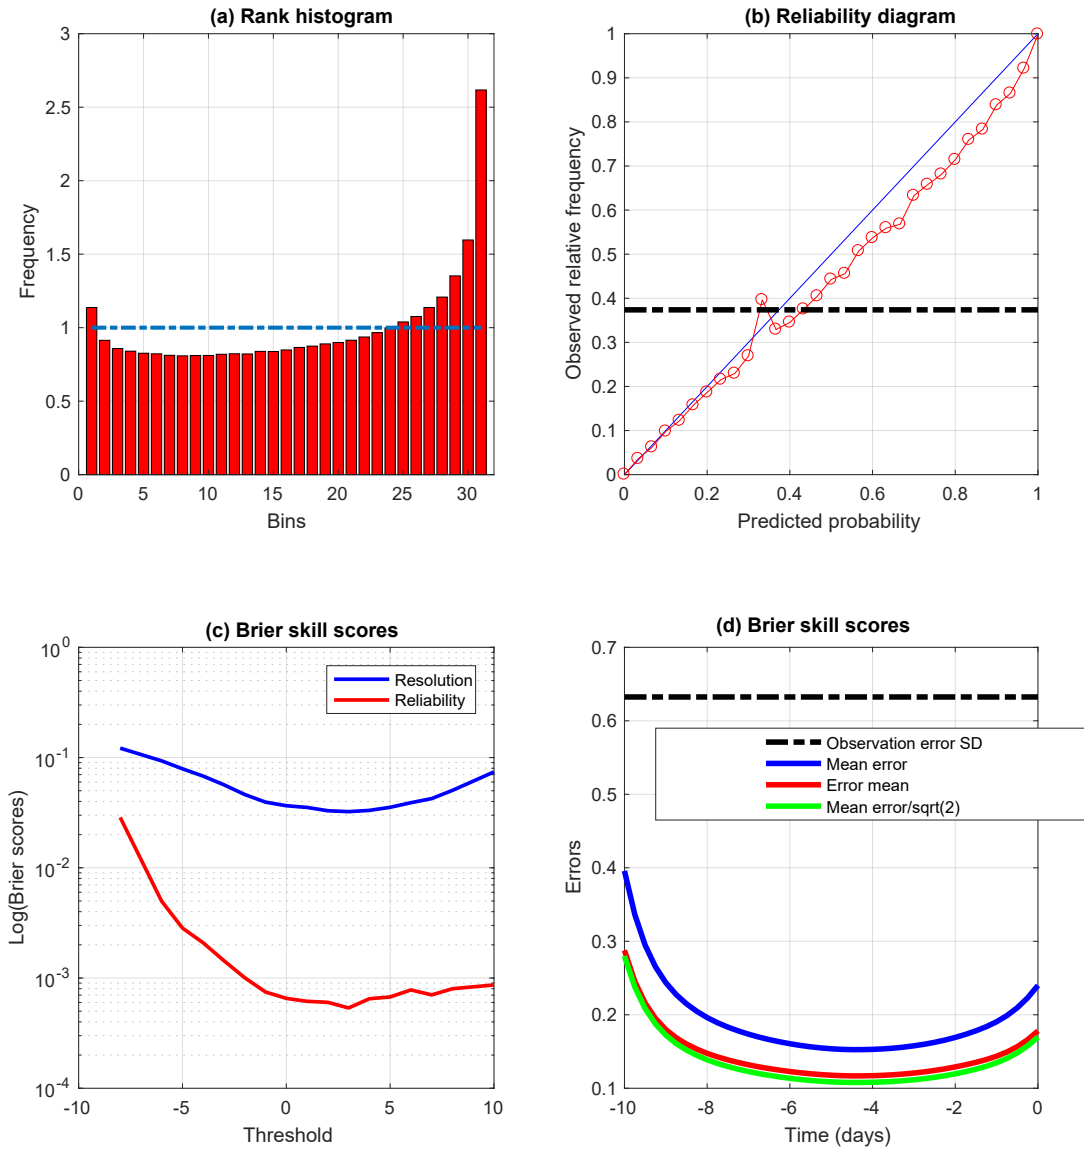 (a) Rank histogram
3
2.5
2
1.5
1
0.5
0
Frequency
0 5 10 15 20 25 30
Bins
(b) Reliability diagram
1
0.9
0.8
0.7
0.6
0.5
0.4
0.3
0.2
0.1
0
Observed relative frequency
0 0.2 0.4 0.6 0.8 1
Predicted probability
(c) Brier skill scores
10^0
10^-1
10^-2
10^-3
10^-4
Log(Brier scores)
Resolution
Reliability
-10 -5 0 5 10
Threshold
(d) Brier skill scores
0.7
0.6
0.5
0.4
0.3
0.2
0.1
Errors
Observation error SD
Mean error
Error mean
Mean error/sqrt(2)
-10 -8 -6 -4 -2 0
Time (days)